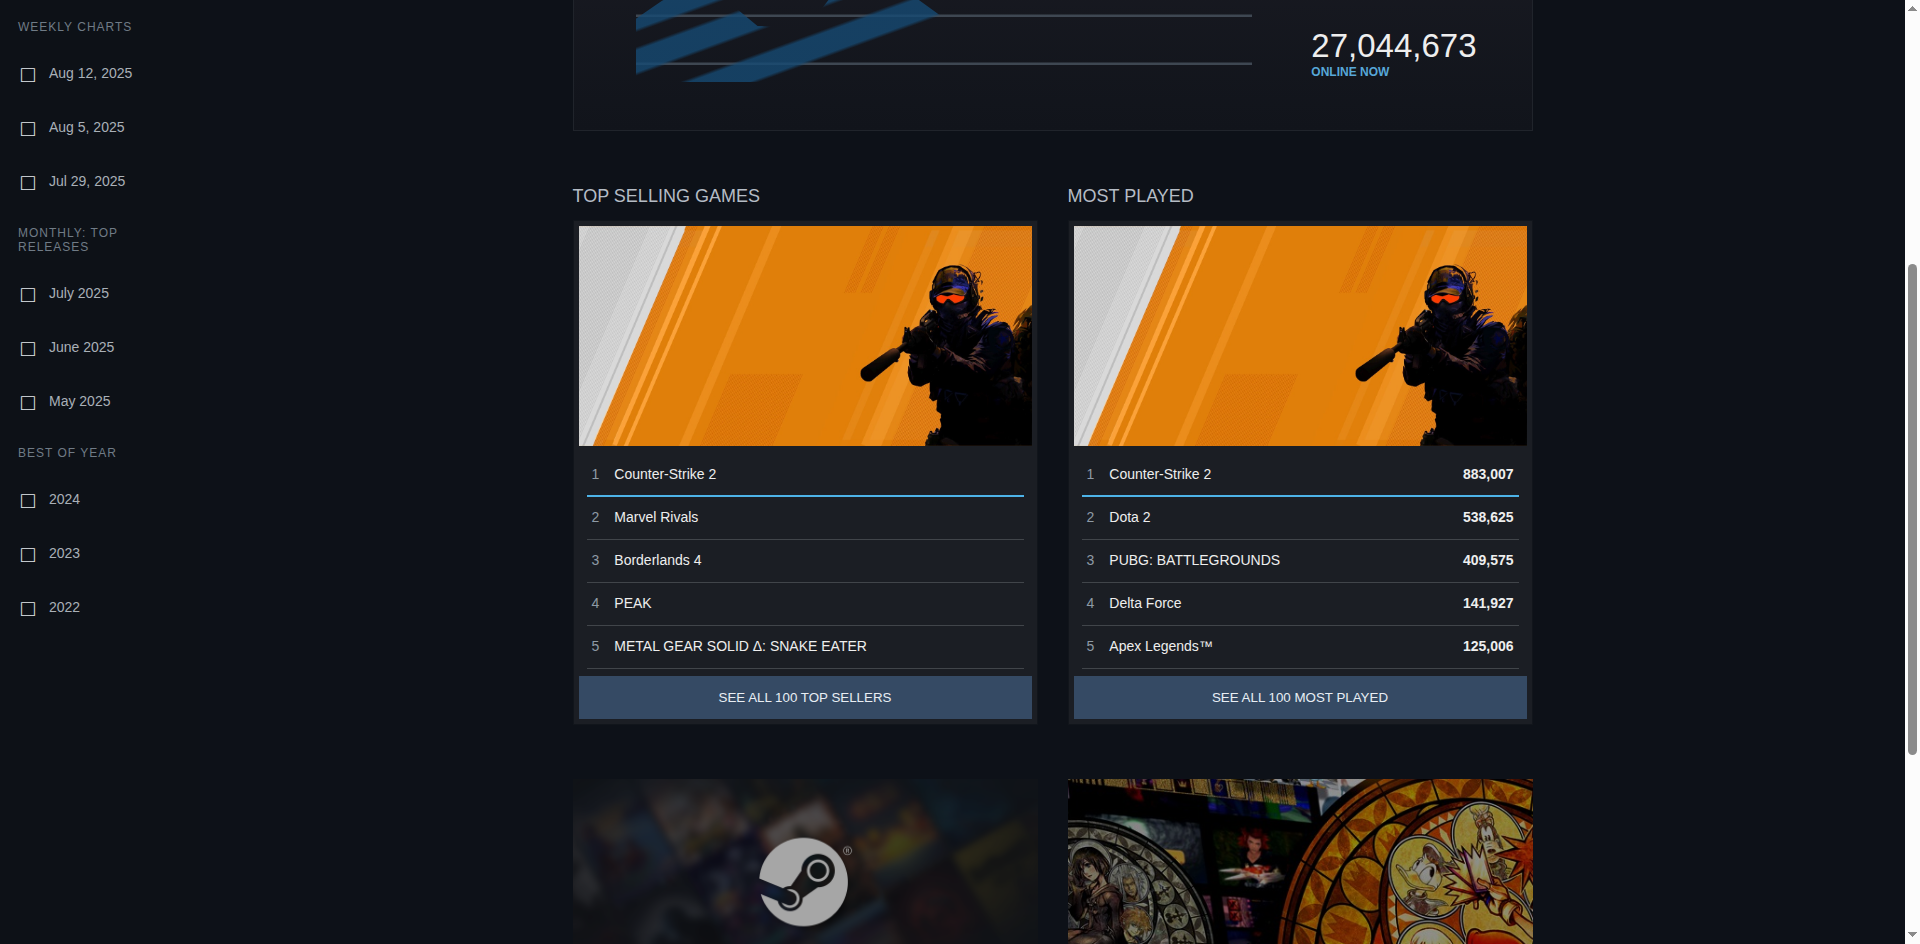 WEEKLY CHARTS
Aug 12, 2025
Aug 5, 2025
Jul 29, 2025
MONTHLY: TOP
RELEASES
July 2025
June 2025
May 2025
BEST OF YEAR
2024
2023
2022
27,044,673
ONLINE NOW
TOP SELLING GAMES
1 Counter-Strike 2
2 Marvel Rivals
3 Borderlands 4
4 PEAK
5 METAL GEAR SOLID Δ: SNAKE EATER
SEE ALL 100 TOP SELLERS
MOST PLAYED
1 Counter-Strike 2 883,007
2 Dota 2 538,625
3 PUBG: BATTLEGROUNDS 409,575
4 Delta Force 141,927
5 Apex Legends™ 125,006
SEE ALL 100 MOST PLAYED
®